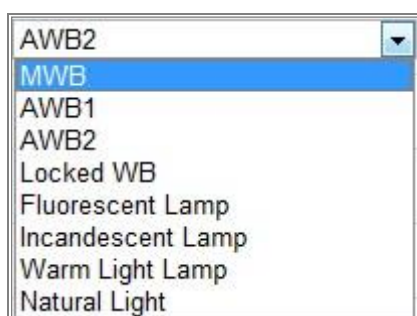 AWB2
MWB
AWB1
AWB2
Locked WB
Fluorescent Lamp
Incandescent Lamp
Warm Light Lamp
Natural Light